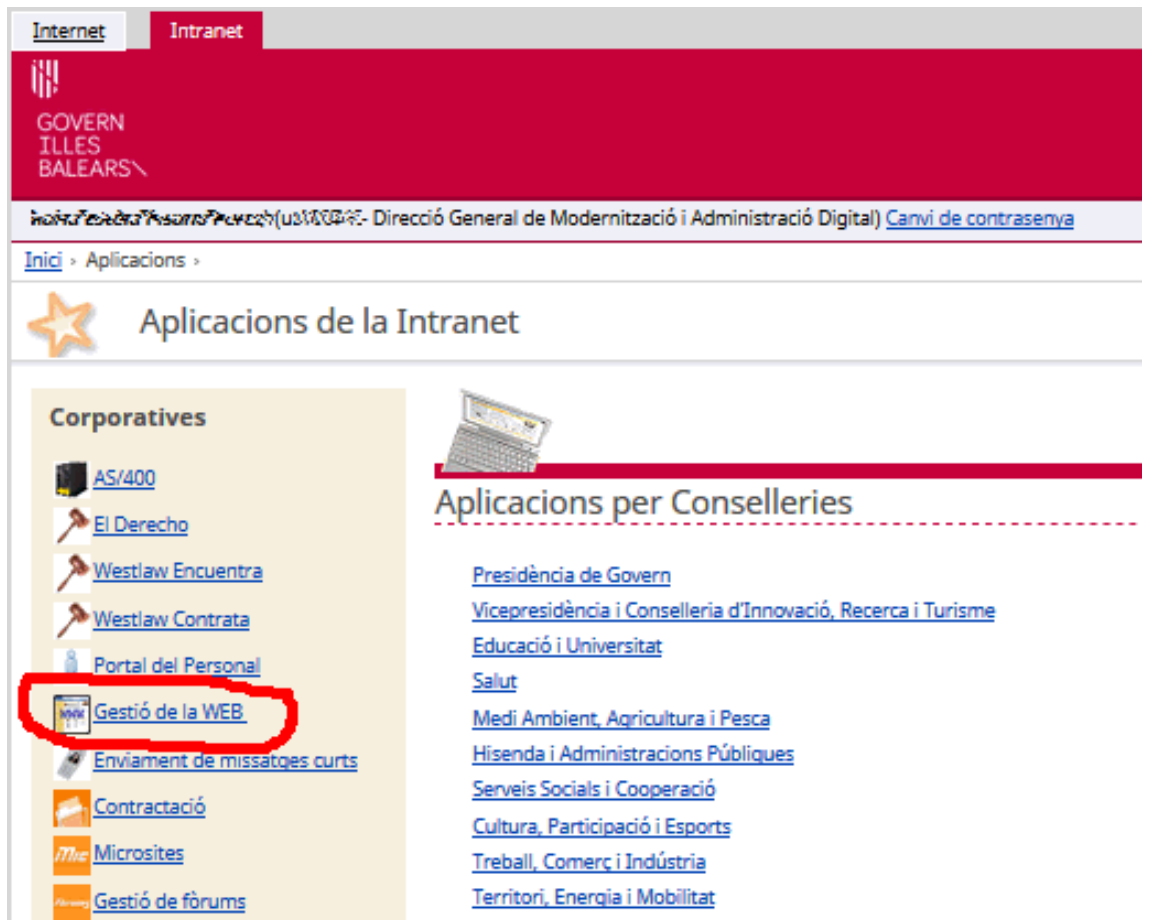 Internet
Intranet
GOVERN
ILLES
BALEARS
- Direcció General de Modernització i Administració Digital) Canvi de contrasenya
Inici › Aplicacions ›
Aplicacions de la Intranet
Corporatives
AS/400
El Derecho
Westlaw Encuentra
Westlaw Contrata
Portal del Personal
Gestió de la WEB
Enviament de missatges curts
Contractació
Microsites
Gestió de fòrums
Aplicacions per Conselleries
Presidència de Govern
Vicepresidència i Conselleria d'Innovació, Recerca i Turisme
Educació i Universitat
Salut
Medi Ambient, Agricultura i Pesca
Hisenda i Administracions Públiques
Serveis Socials i Cooperació
Cultura, Participació i Esports
Treball, Comerç i Indústria
Territori, Energia i Mobilitat